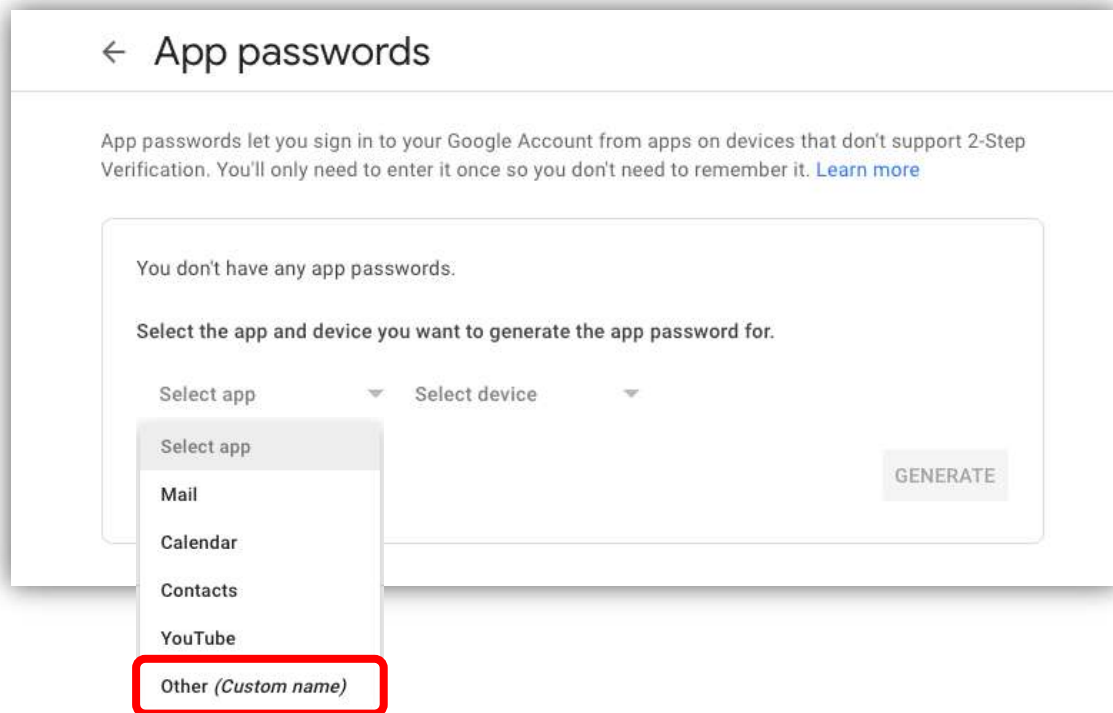 App passwords
App passwords let you sign in to your Google Account from apps on devices that don't support 2-Step
Verification. You'll only need to enter it once so you don't need to remember it. Learn more
You don't have any app passwords.
Select the app and device you want to generate the app password for.
Select app Select device
Select app
GENERATE
Mail
Calendar
Contacts
YouTube
Other (Custom name)